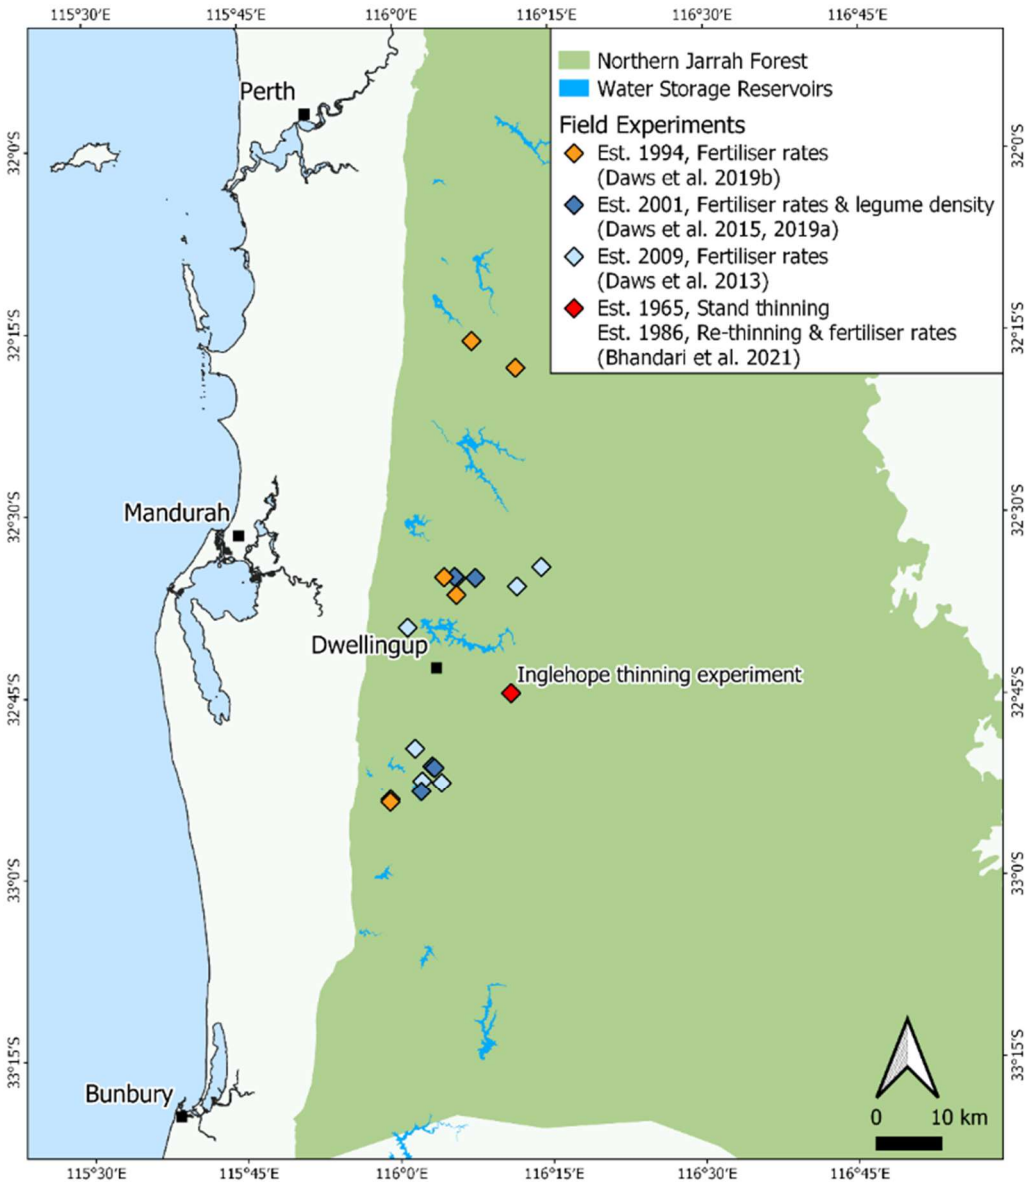 115°30'E 115°45'E 116°0'E 116°15'E 116°30'E 116°45'E
Northern Jarrah Forest
Water Storage Reservoirs
Field Experiments
Est. 1994, Fertiliser rates
(Daws et al. 2019b)
Est. 2001, Fertiliser rates & legume density
(Daws et al. 2015, 2019a)
Est. 2009, Fertiliser rates
(Daws et al. 2013)
Est. 1965, Stand thinning
Est. 1986, Re-thinning & fertiliser rates
(Bhandari et al. 2021)
Perth
Mandurah
Dwellingup
Inglehope thinning experiment
Bunbury
32°0'S
32°15'S
32°30'S
32°45'S
33°0'S
33°15'S
32°0'S
32°15'S
32°30'S
32°45'S
33°0'S
33°15'S
0 10 km
115°30'E 115°45'E 116°0'E 116°15'E 116°30'E 116°45'E